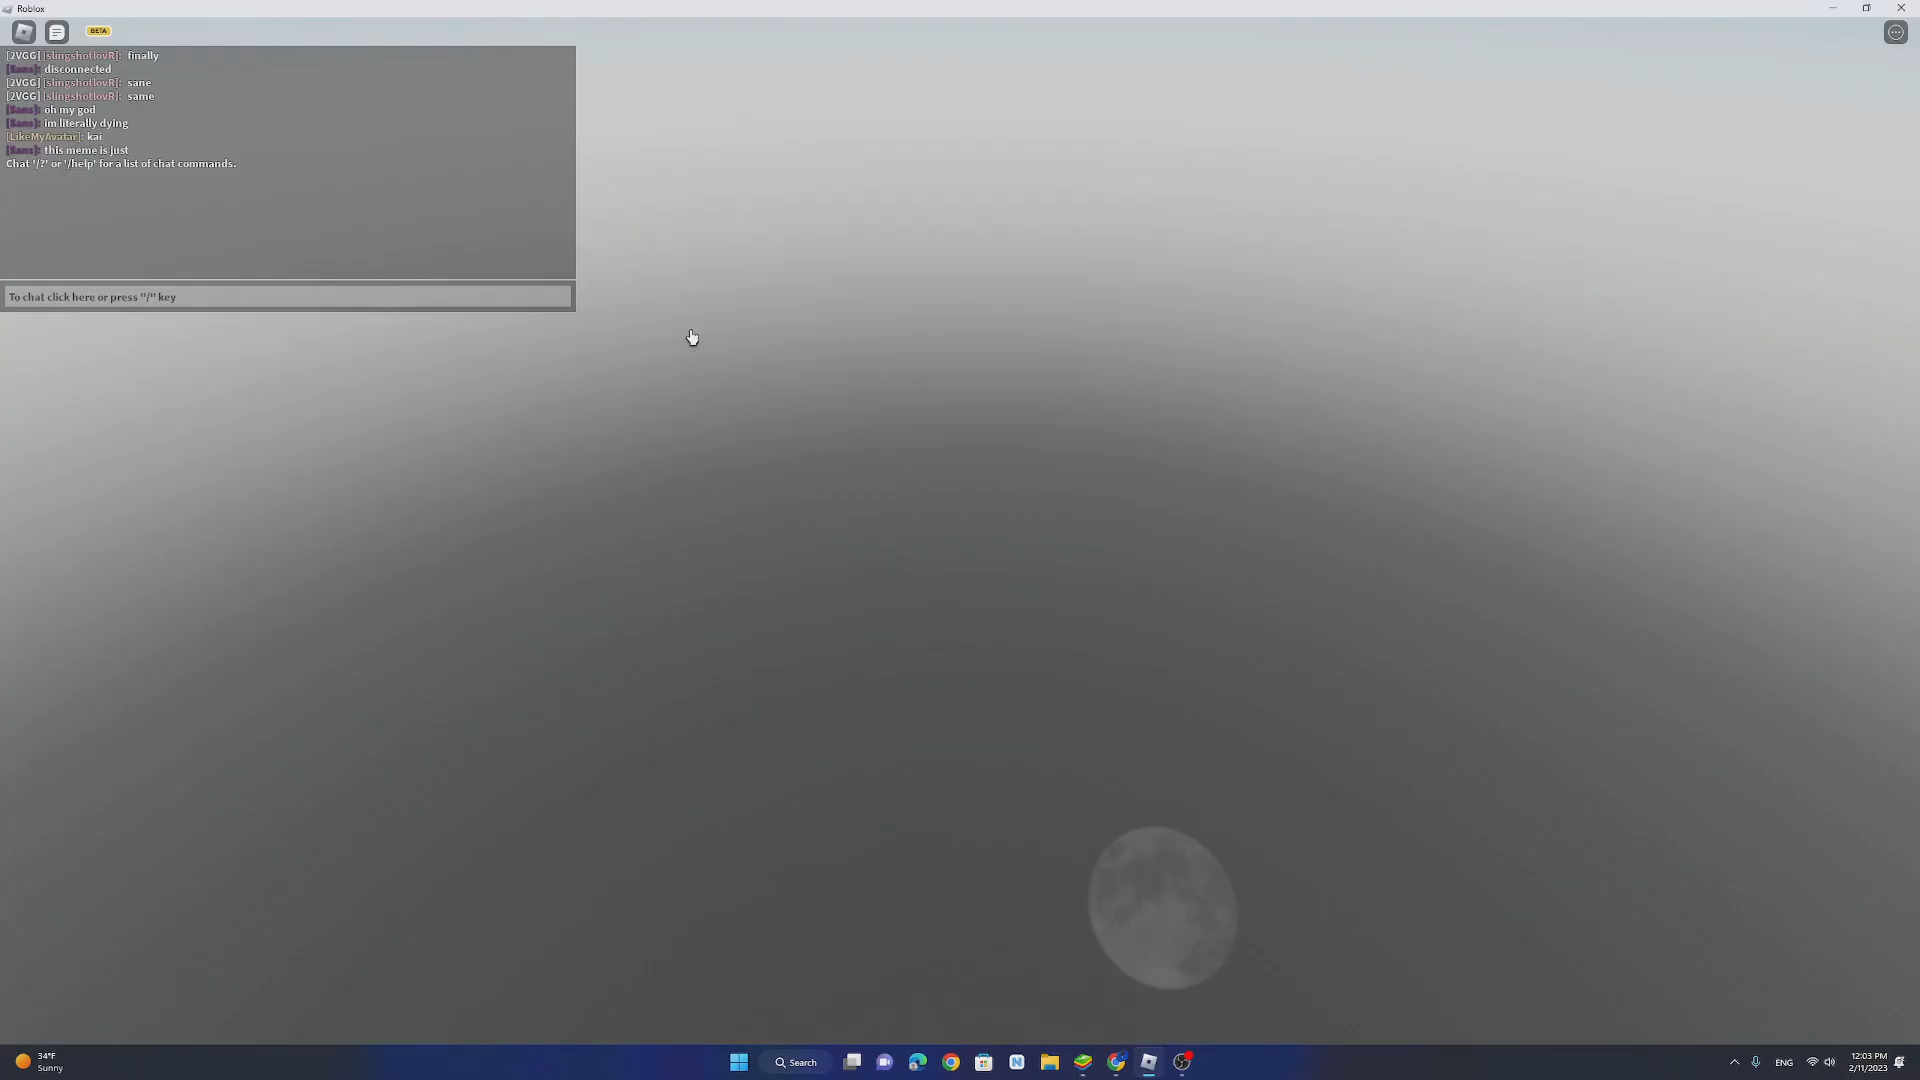 Roblox
BETA
[2VGG] [slingshotlovR]: finally
[Sans]: disconnected
[2VGG] [slingshotlovR]: sane
[2VGG] [slingshotlovR]: same
[Sans]: oh my god
[Sans]: im literally dying
[LikeMyAvatar]: kai
[Sans]: this meme is just
Chat '/?' or '/help' for a list of chat commands.
To chat click here or press "/" key
34°F
Sunny
Search
ENG
12:03 PM
2/11/2023